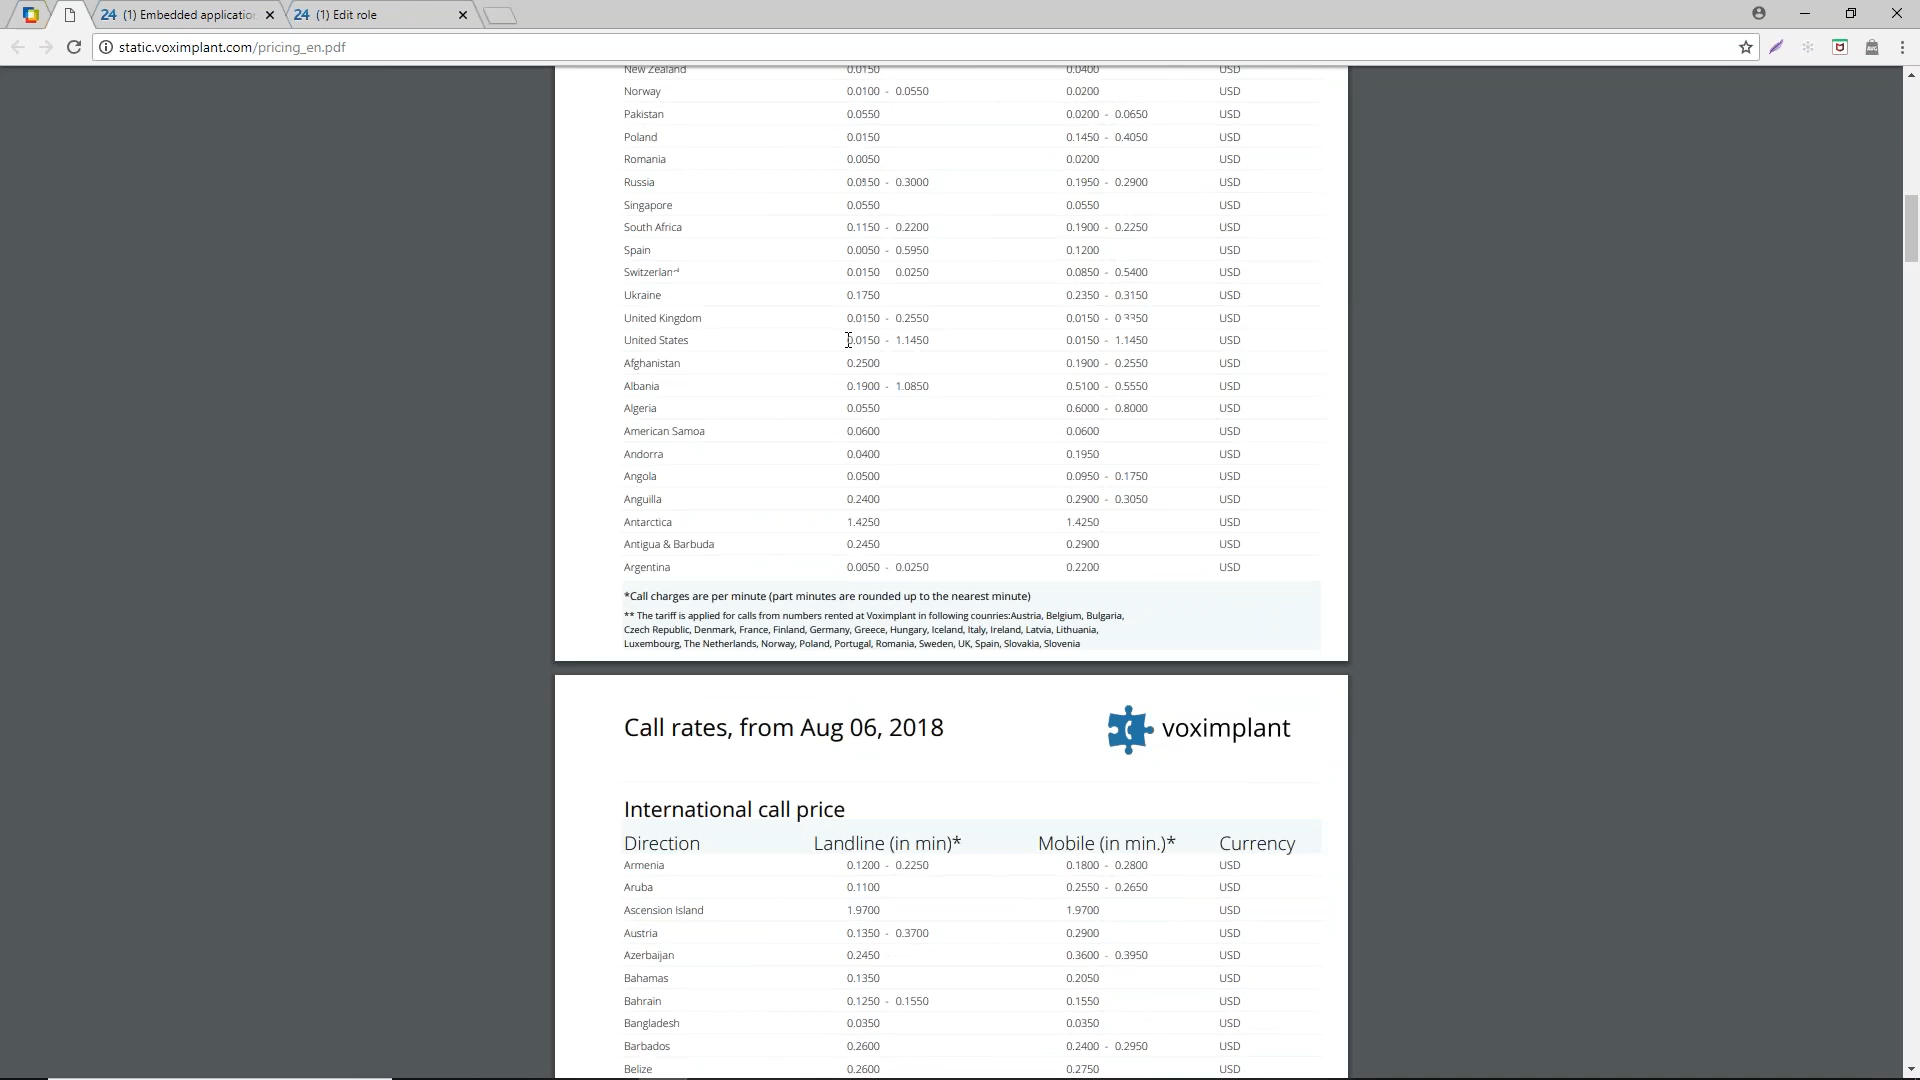 24 (1) Embedded applicatio
24 (1) Edit role
static.voximplant.com/pricing_en.pdf
New Zealand 0.0150 0.0400 USD
Norway 0.0100 - 0.0550 0.0200 USD
Pakistan 0.0550 0.0200 - 0.0650 USD
Poland 0.0150 0.1450 - 0.4050 USD
Romania 0.0050 0.0200 USD
Russia 0.0150 - 0.3000 0.1950 - 0.2900 USD
Singapore 0.0550 0.0550 USD
South Africa 0.1150 - 0.2200 0.1900 - 0.2250 USD
Spain 0.0050 - 0.5950 0.1200 USD
Switzerland 0.0150 0.0250 0.0850 - 0.5400 USD
Ukraine 0.1750 0.2350 - 0.3150 USD
United Kingdom 0.0150 - 0.2550 0.0150 - 0.3350 USD
United States 0.0150 - 1.1450 0.0150 - 1.1450 USD
Afghanistan 0.2500 0.1900 - 0.2550 USD
Albania 0.1900 - 1.0850 0.5100 - 0.5550 USD
Algeria 0.0550 0.6000 - 0.8000 USD
American Samoa 0.0600 0.0600 USD
Andorra 0.0400 0.1950 USD
Angola 0.0500 0.0950 - 0.1750 USD
Anguilla 0.2400 0.2900 - 0.3050 USD
Antarctica 1.4250 1.4250 USD
Antigua & Barbuda 0.2450 0.2900 USD
Argentina 0.0050 - 0.0250 0.2200 USD
*Call charges are per minute (part minutes are rounded up to the nearest minute)
** The tariff is applied for calls from numbers rented at Voximplant in following counries:Austria, Belgium, Bulgaria,
Czech Republic, Denmark, France, Finland, Germany, Greece, Hungary, Iceland, Italy, Ireland, Latvia, Lithuania,
Luxembourg, The Netherlands, Norway, Poland, Portugal, Romania, Sweden, UK, Spain, Slovakia, Slovenia
Call rates, from Aug 06, 2018 voximplant
International call price
Direction Landline (in min)* Mobile (in min.)* Currency
Armenia 0.1200 - 0.2250 0.1800 - 0.2800 USD
Aruba 0.1100 0.2550 - 0.2650 USD
Ascension Island 1.9700 1.9700 USD
Austria 0.1350 - 0.3700 0.2900 USD
Azerbaijan 0.2450 0.3600 - 0.3950 USD
Bahamas 0.1350 0.2050 USD
Bahrain 0.1250 - 0.1550 0.1550 USD
Bangladesh 0.0350 0.0350 USD
Barbados 0.2600 0.2400 - 0.2950 USD
Belize 0.2600 0.2750 USD